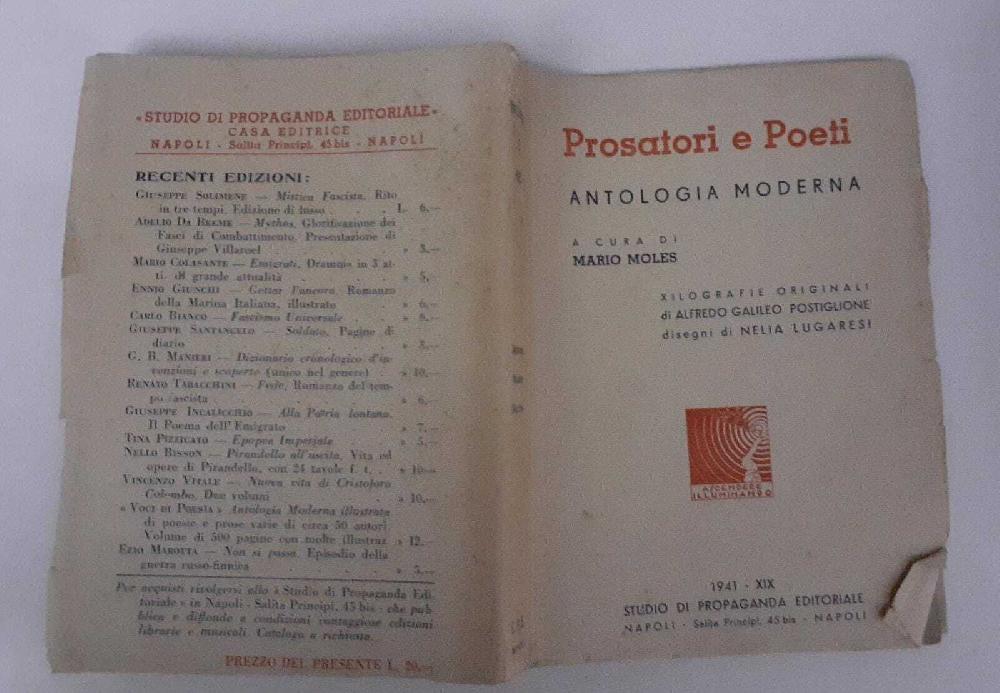 « STUDIO DI PROPAGANDA EDITORIALE »
CASA EDITRICE
NAPOLI - Salita Principi, 45 bis - NAPOLI
RECENTI EDIZIONI:
GIUSEPPE SOLIMENE — Mistica Fascista. Rito
in tre tempi. Edizione di lusso . . . L. 6,—
ADELIO DA REEME — Mythos, Glorificazione dei
Fasci di Combattimento. Presentazione di
Giuseppe Villaroel . . . » 3,—
MARIO COLASANTE — Emigrati, Dramma in 3 at-
ti. di grande attualità . . . » 5,—
ENNIO GIUNCHI — Gettar l'ancora. Romanzo
della Marina Italiana, illustrato . » 6,—
CARLO BIANCO — Fascismo Universale . » 8,—
GIUSEPPE SANTANGELO — Soldato, Pagine di
diario . . . » 3,—
G. B. MANIERI — Dizionario cronologico d'in-
venzioni e scoperte (unico nel genere) . » 10,—
RENATO TABACCHINI — Fede, Romanzo del tem-
po fascista . . . » 6,
GIUSEPPE INCALICCHIO — Alla Patria lontana.
Il Poema dell'Emigrato . . » 7,—
TINA PIZZICATO — Epopea Imperiale . . » 5,—
NELLO BISSON — Pirandello all'uscita, Vita ed
opere di Pirandello, con 24 tavole f. t. . » 10,—
VINCENZO VITALE — Nuova vita di Cristoforo
Colombo. Due volumi . » 10,—
« VOCI DI POESIA » Antologia Moderna illustrata
di poesie e prose varie di circa 50 autori
Volume di 500 pagine con molte illustraz » 12,—
EZIO MAROTTA — Non si passa. Episodio della
guerra russo-finnica . . . » 5,—
Per acquisti rivolgersi allo « Studio di Propaganda Edi-
toriale » in Napoli - Salita Principi, 45 bis - che pub-
blica e diffonde a condizioni vantaggiose edizioni
librarie e musicali. Catalogo a richiesta.
PREZZO DEL PRESENTE L. 20,—
Prosatori e Poeti
ANTOLOGIA MODERNA
A CURA DI
MARIO MOLES
XILOGRAFIE ORIGINALI
di ALFREDO GALILEO POSTIGLIONE
disegni di NELIA LUGARESI
ASCENDERE
ILLUMINANDO
1941 - XIX
STUDIO DI PROPAGANDA EDITORIALE
NAPOLI - Salita Principi, 45 bis - NAPOLI